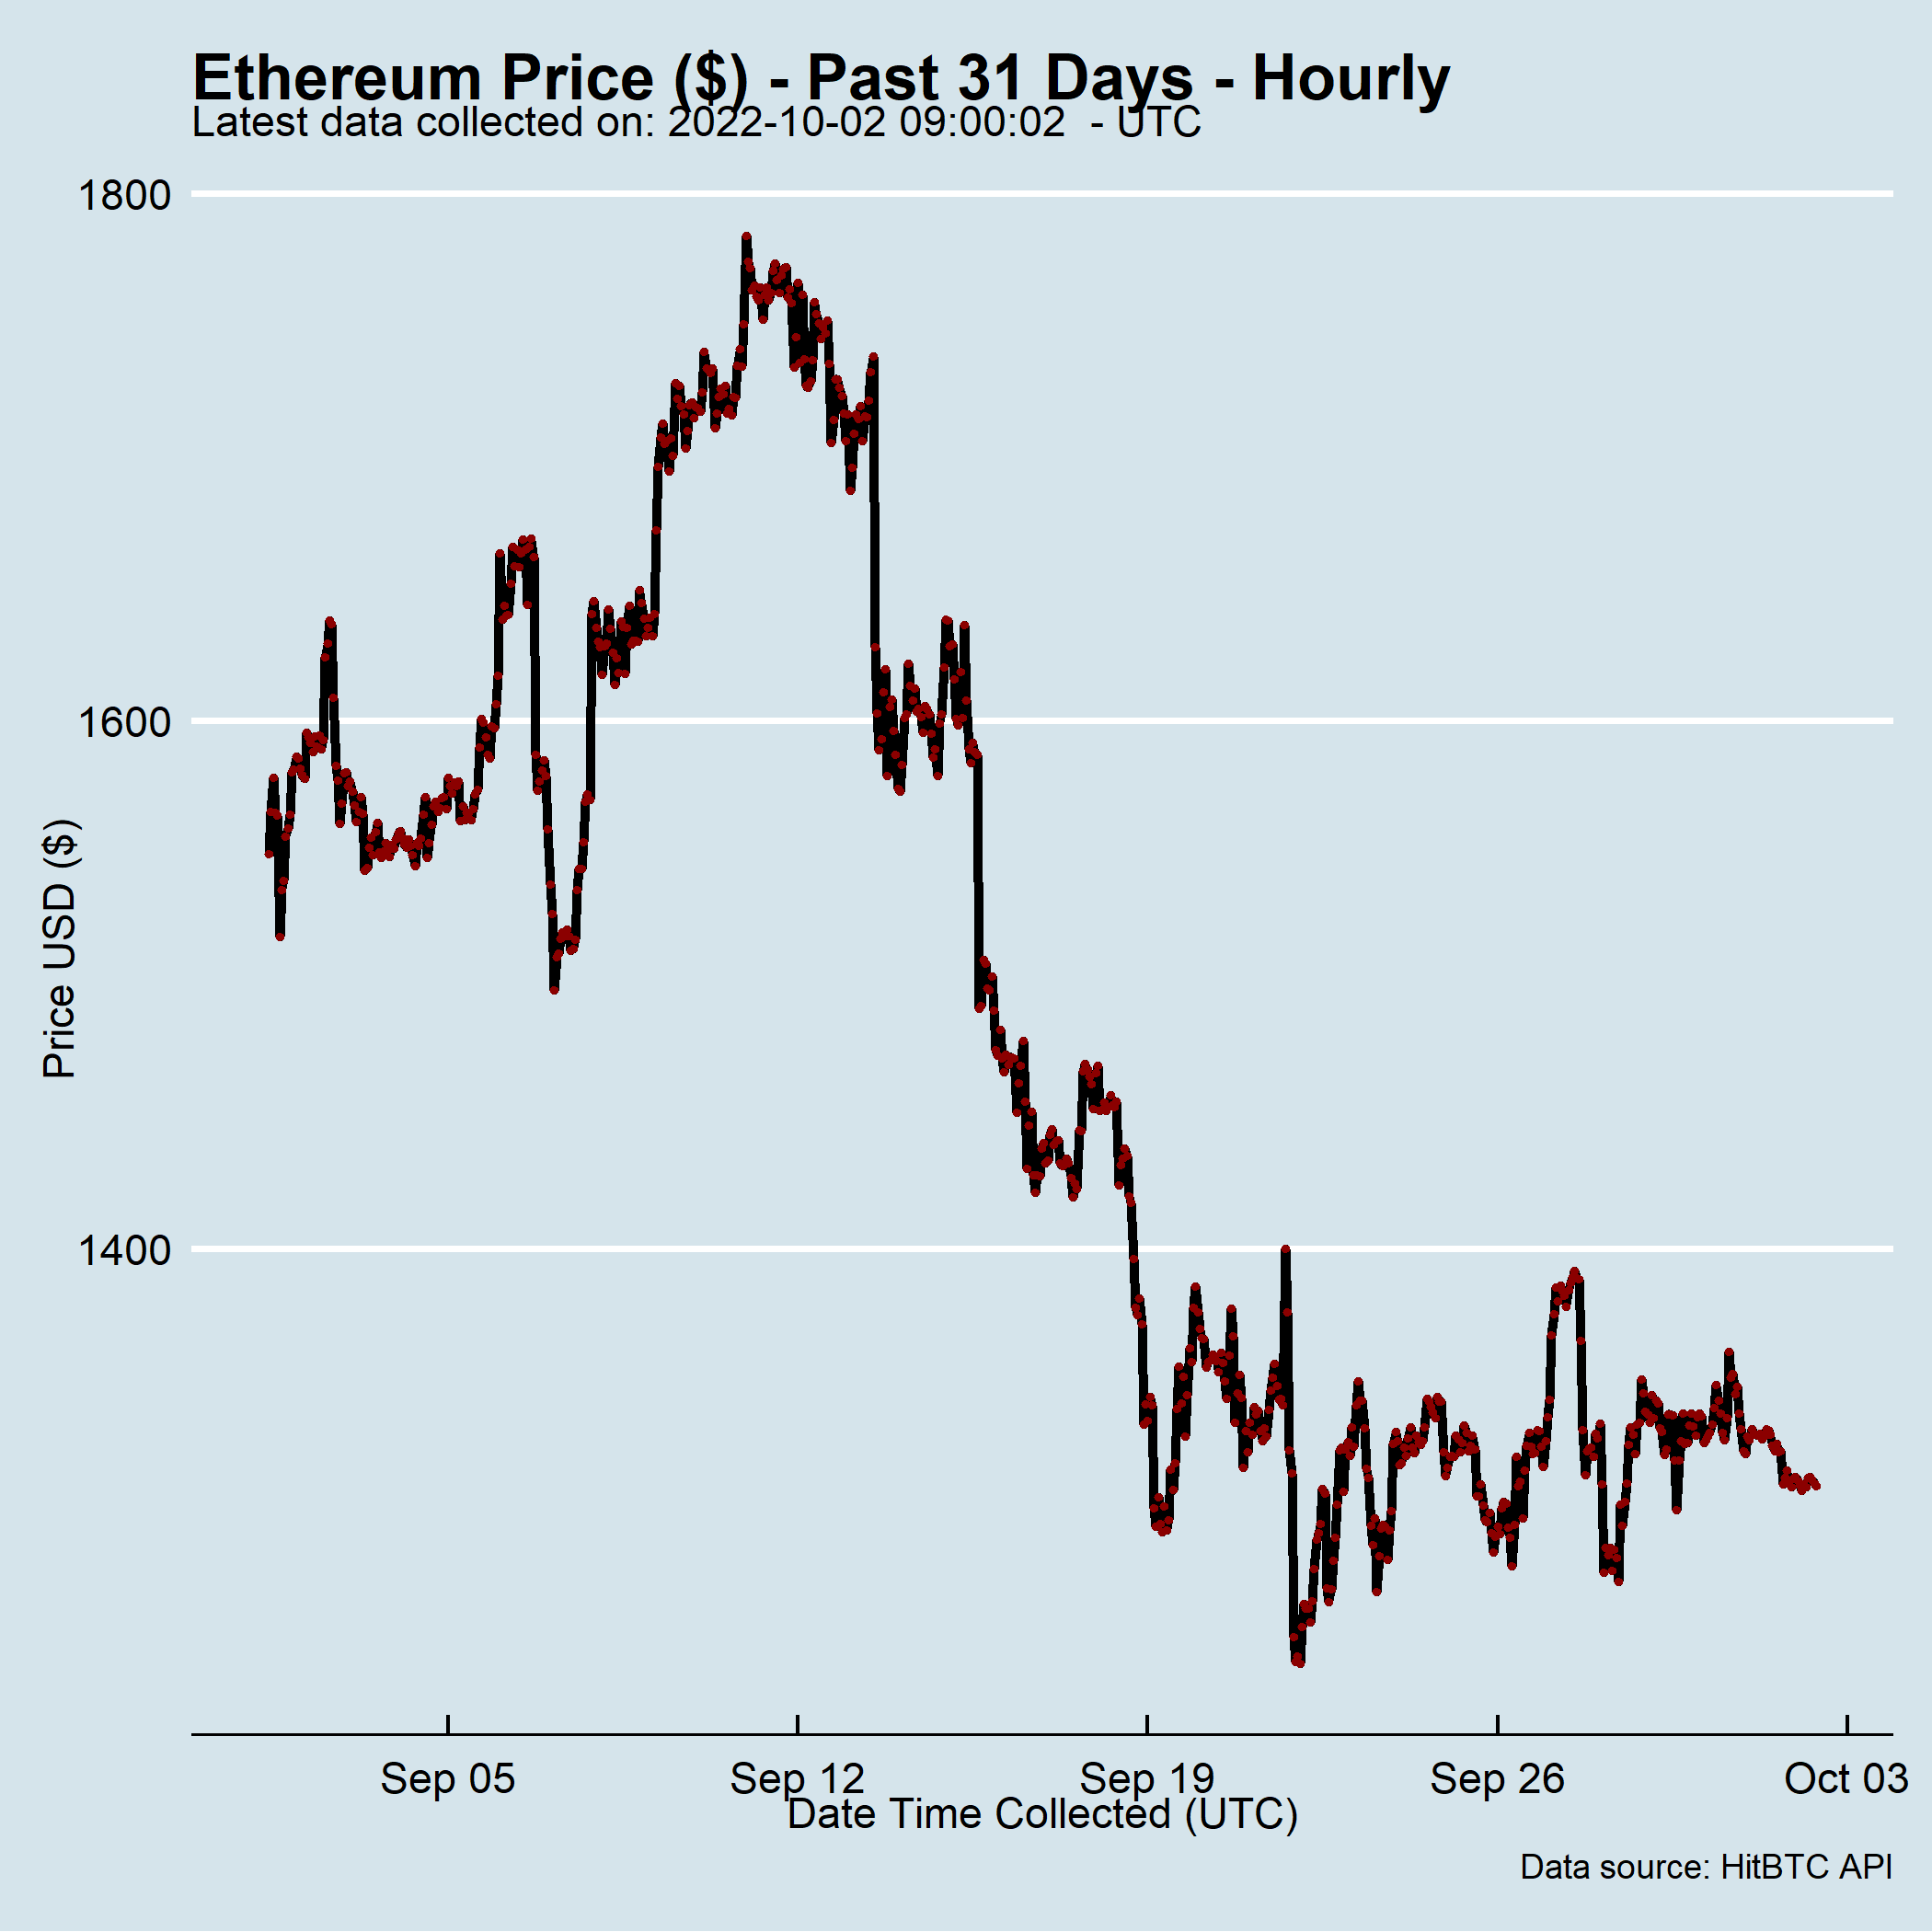 Ethereum Price ($) - Past 31 Days - Hourly
Latest data collected on: 2022-10-02 09:00:02  - UTC
1800
1600
1400
Price USD ($)
Sep 05
Sep 12
Sep 19
Sep 26
Oct 03
Date Time Collected (UTC)
Data source: HitBTC API